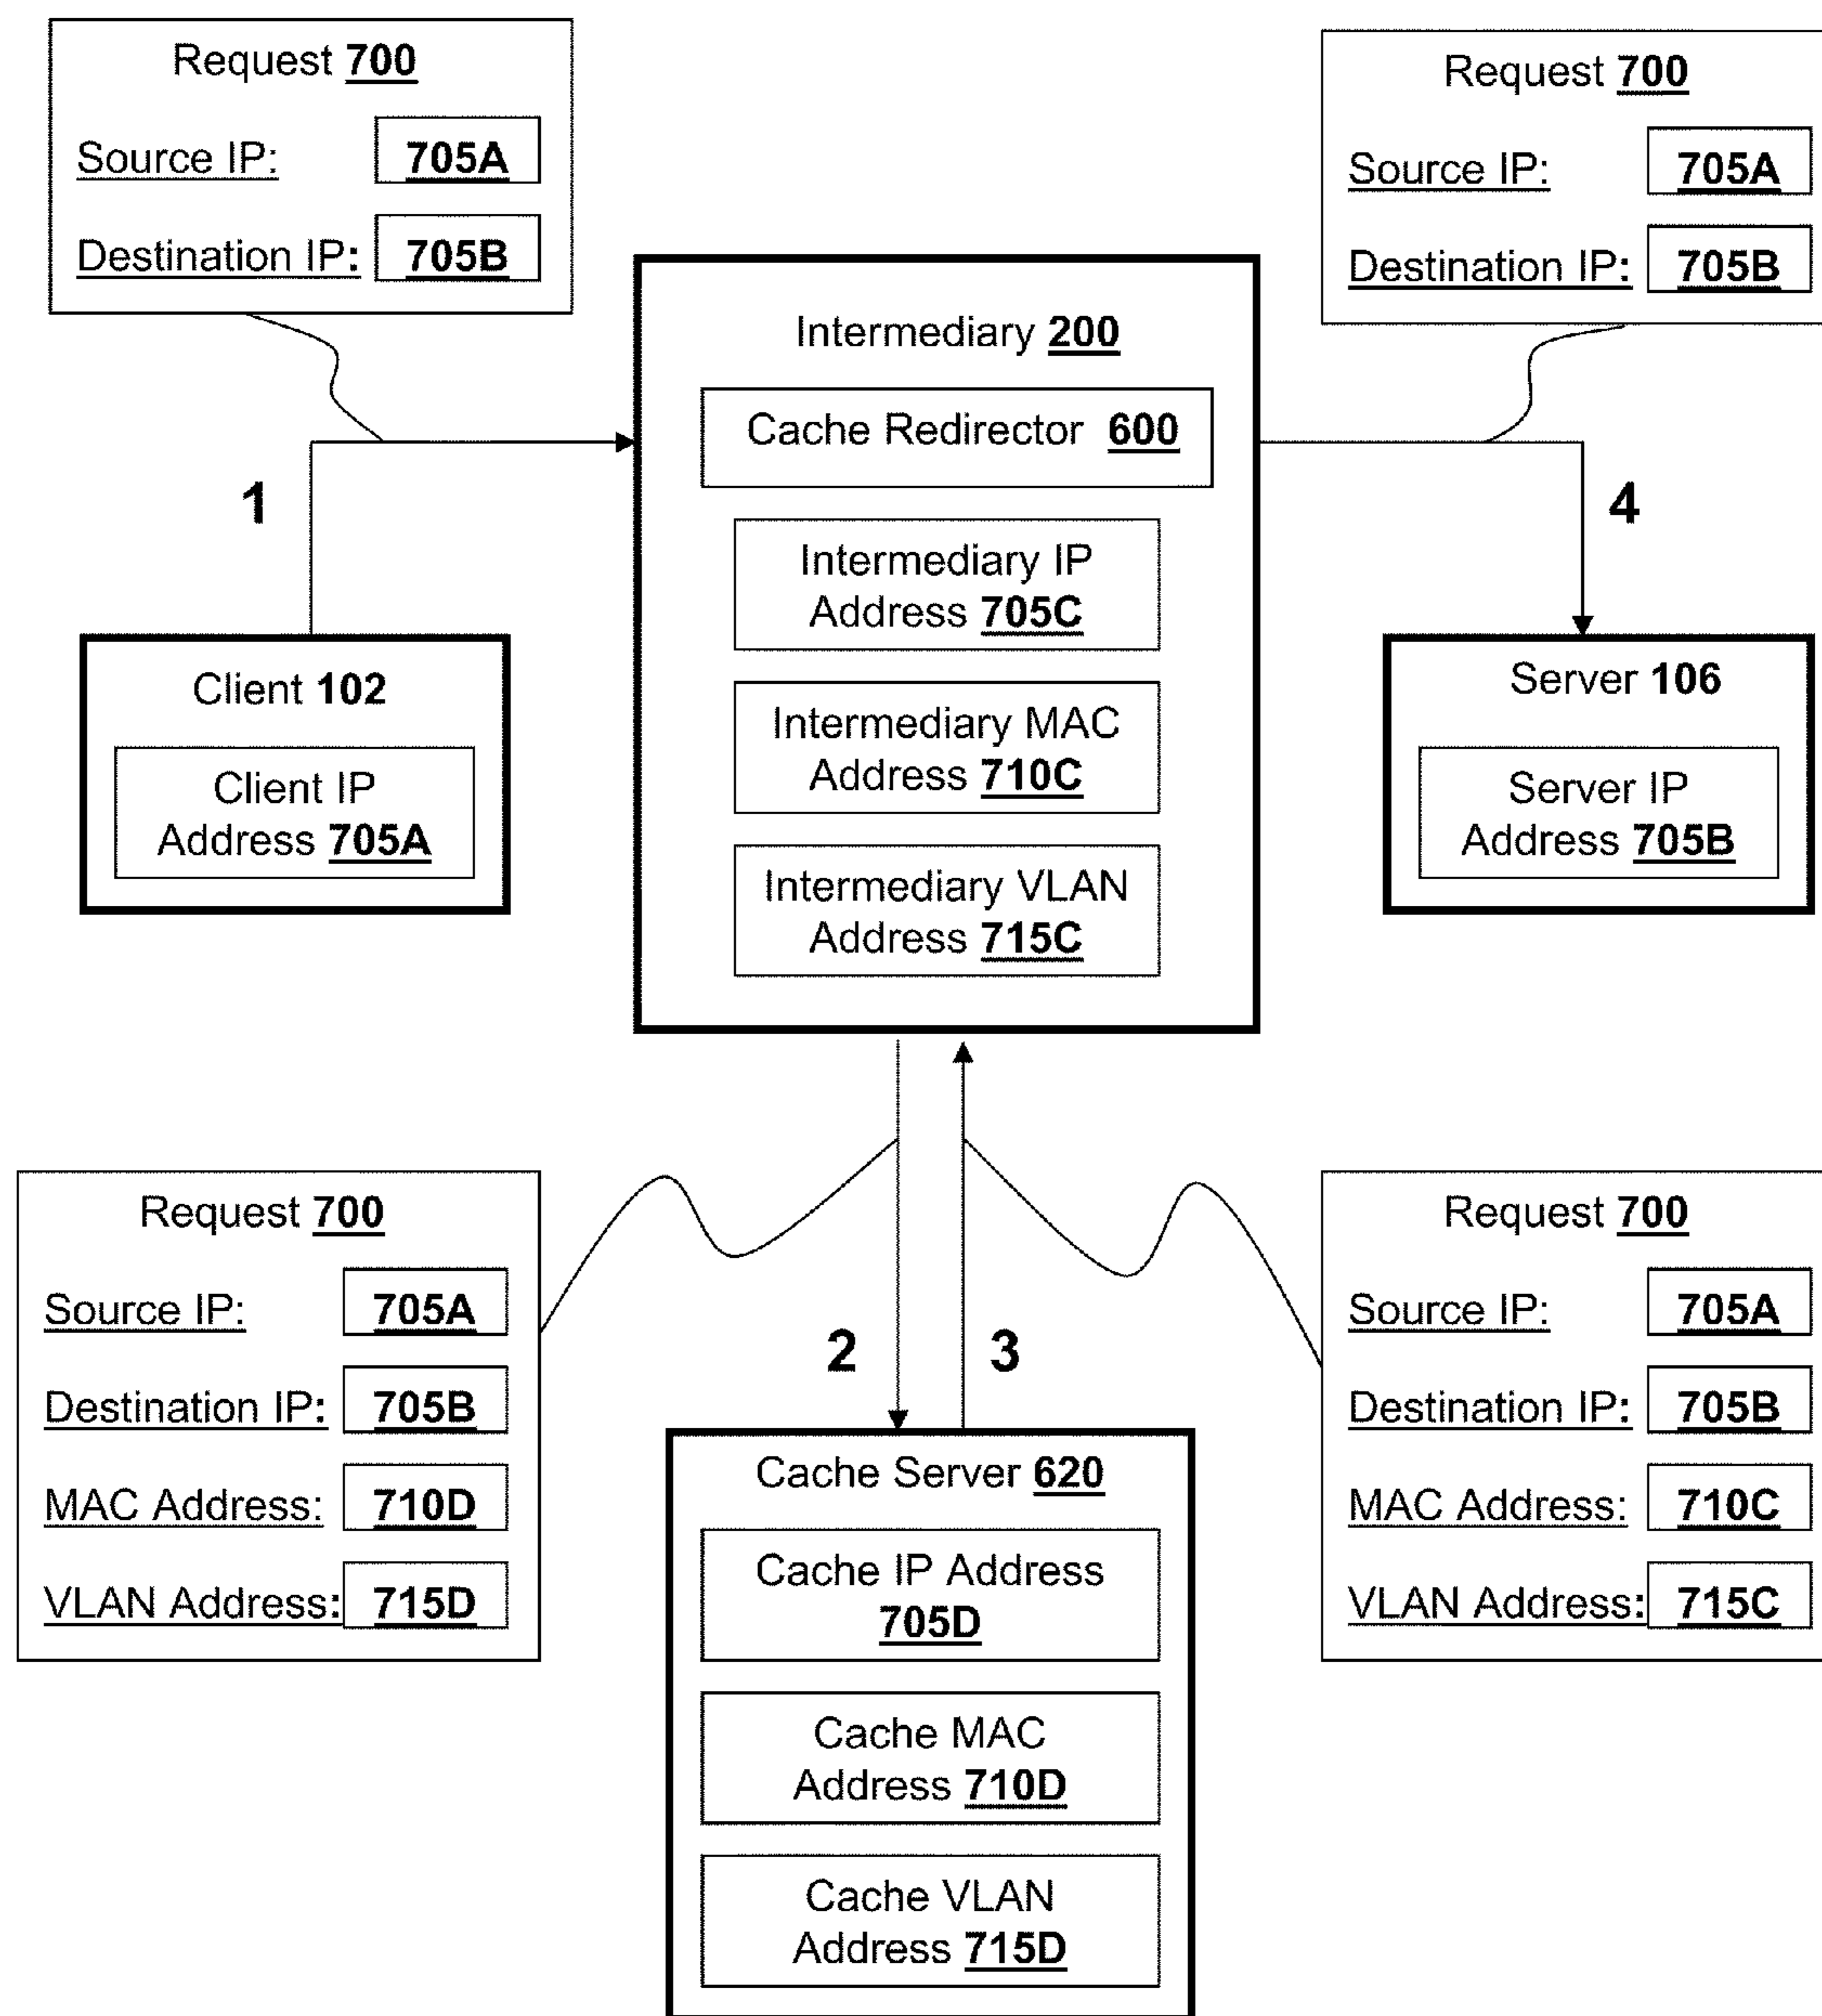 Request 700
Source IP: 705A
Destination IP: 705B
Request 700
Source IP: 705A
Destination IP: 705B
Intermediary 200
Cache Redirector 600
Intermediary IP
Address 705C
Intermediary MAC
Address 710C
Intermediary VLAN
Address 715C
1
4
Client 102
Client IP
Address 705A
Server 106
Server IP
Address 705B
Request 700
Source IP: 705A
Destination IP: 705B
MAC Address: 710D
VLAN Address: 715D
2
3
Request 700
Source IP: 705A
Destination IP: 705B
MAC Address: 710C
VLAN Address: 715C
Cache Server 620
Cache IP Address
705D
Cache MAC
Address 710D
Cache VLAN
Address 715D